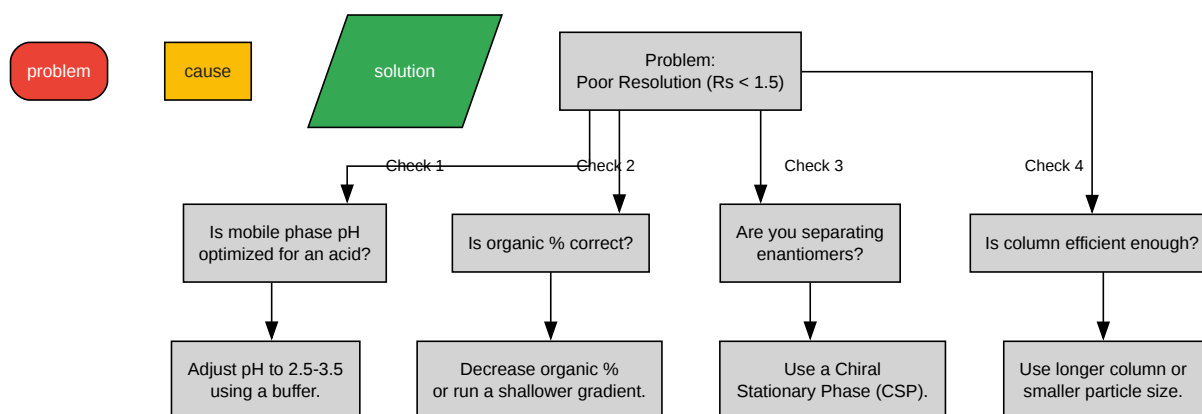 problem
cause
solution
Problem:
Poor Resolution (Rs < 1.5)
Check 1
Check 2
Check 3
Check 4
Is mobile phase pH
optimized for an acid?
Is organic % correct?
Are you separating
enantiomers?
Is column efficient enough?
Adjust pH to 2.5-3.5
using a buffer.
Decrease organic %
or run a shallower gradient.
Use a Chiral
Stationary Phase (CSP).
Use longer column or
smaller particle size.